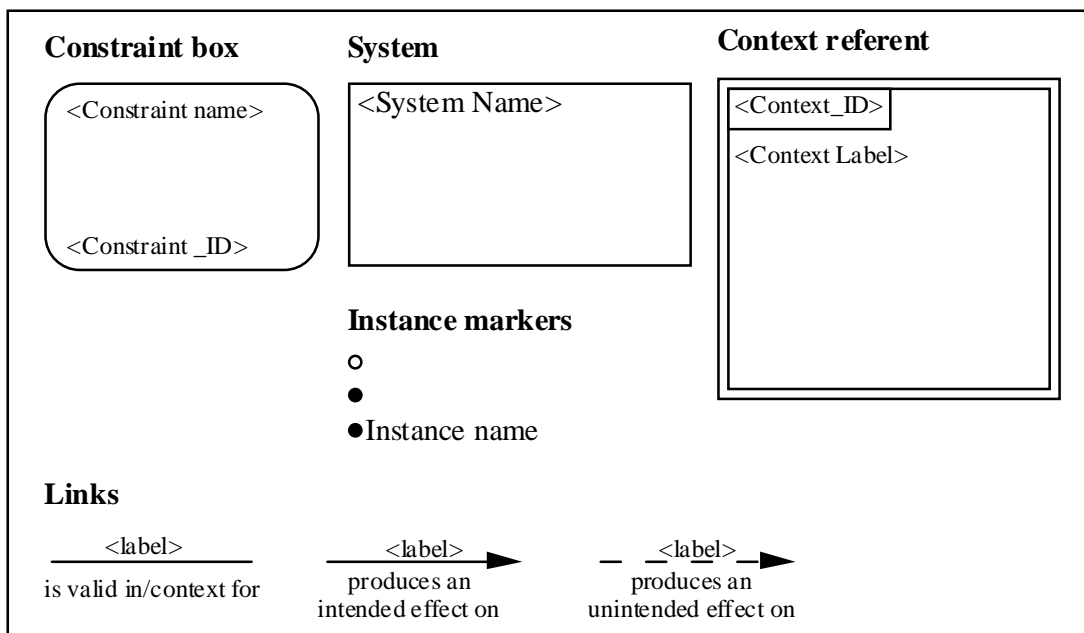 Constraint box
<Constraint name>
<Constraint _ID>
System
<System Name>
Context referent
<Context_ID>
<Context Label>
Instance markers
Instance name
Links
<label>
is valid in/context for
<label>
produces an
intended effect on
<label>
produces an
unintended effect on